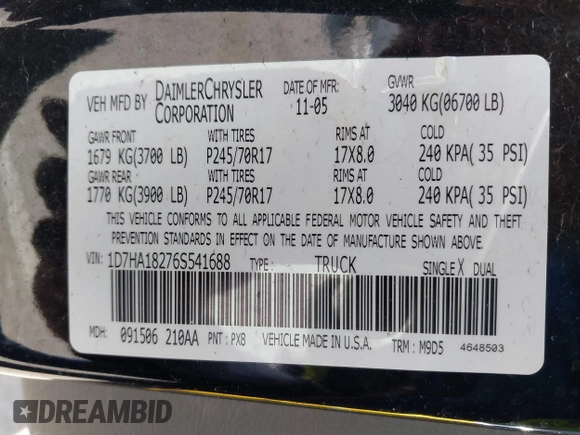 VEH MFD BY DAIMLERCHRYSLER CORPORATION DATE OF MFR: 11-05 GVWR 3040 KG(06700 LB)
GAWR FRONT WITH TIRES RIMS AT COLD
1679 KG(3700 LB) P245/70R17 17X8.0 240 KPA( 35 PSI)
GAWR REAR WITH TIRES RIMS AT COLD
1770 KG(3900 LB) P245/70R17 17X8.0 240 KPA( 35 PSI)
THIS VEHICLE CONFORMS TO ALL APPLICABLE FEDERAL MOTOR VEHICLE SAFETY AND THEFT
PREVENTION STANDARDS IN EFFECT ON THE DATE OF MANUFACTURE SHOWN ABOVE.
VIN: 1D7HA18276S541688 TYPE: TRUCK SINGLE X DUAL
MDH: 091506 210AA PNT: PX8 VEHICLE MADE IN U.S.A. TRM: M9D5 4648503
DREAMBID